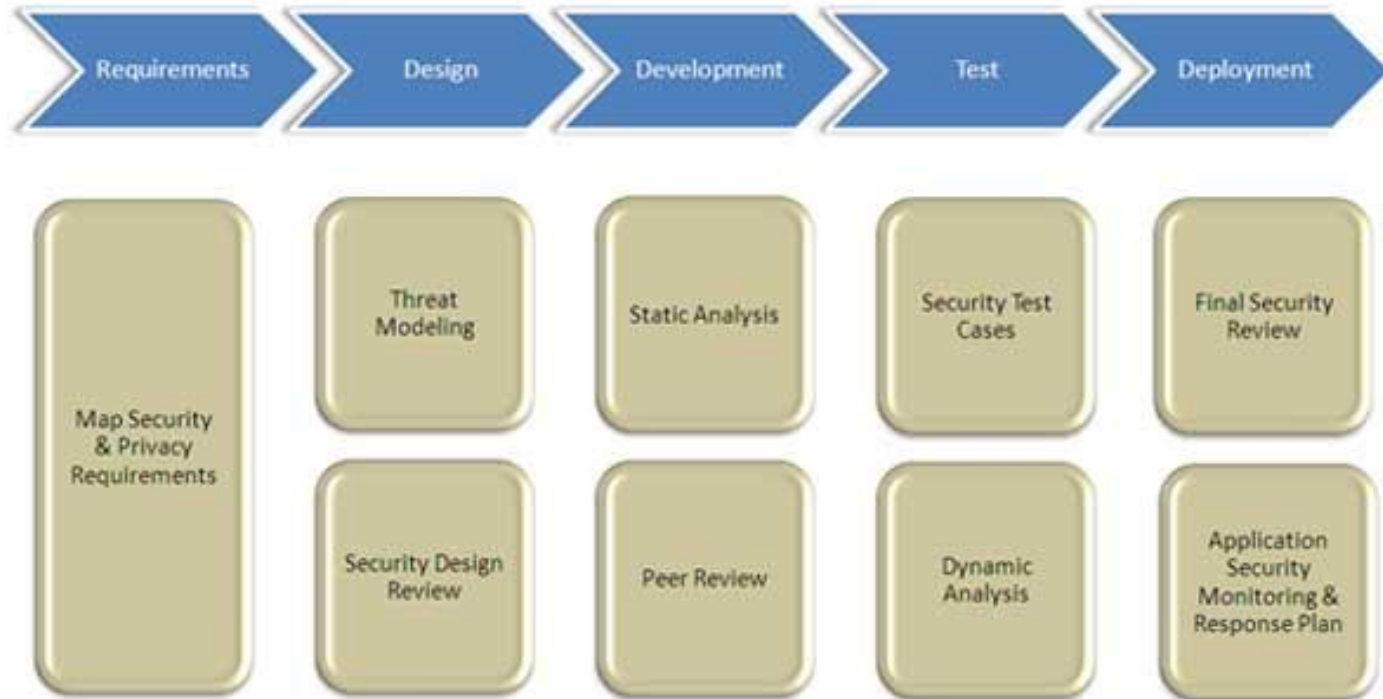 Requirements
Design
Development
Test
Deployment
Map Security
& Privacy
Requirements
Threat
Modeling
Security Design
Review
Static Analysis
Peer Review
Security Test
Cases
Dynamic
Analysis
Final Security
Review
Application
Security
Monitoring &
Response Plan